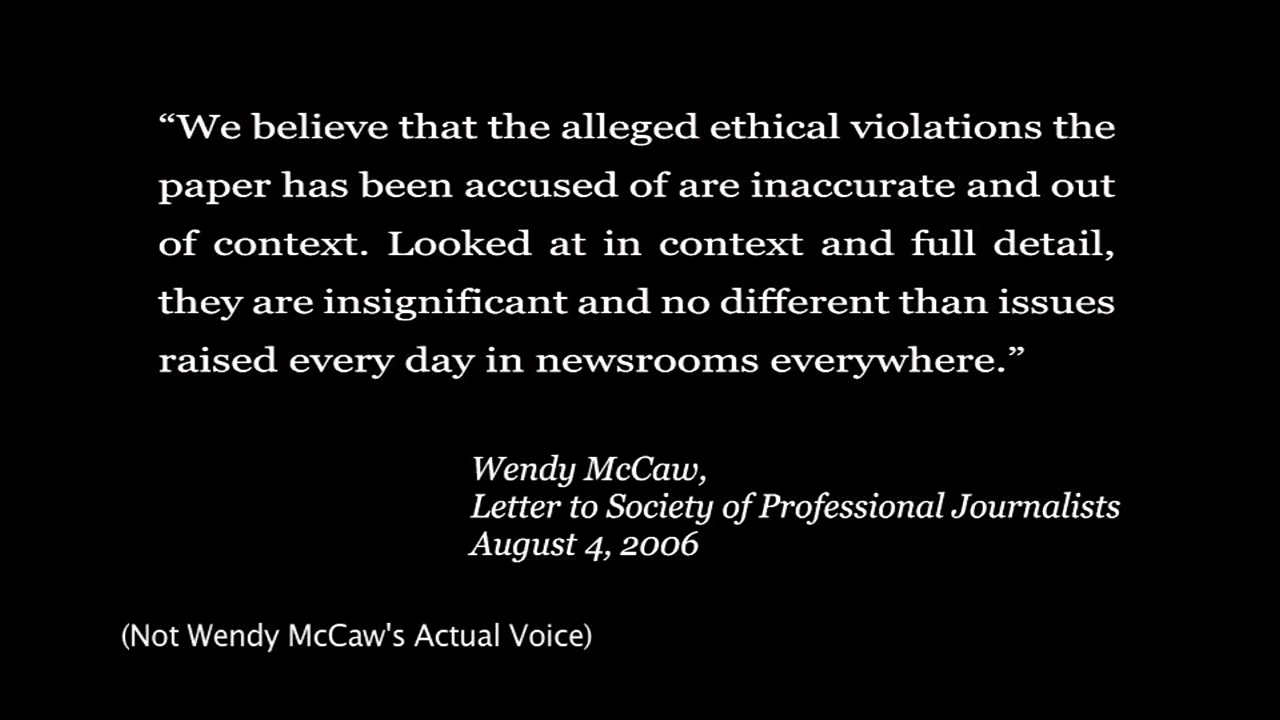 “We believe that the alleged ethical violations the
paper has been accused of are inaccurate and out
of context. Looked at in context and full detail,
they are insignificant and no different than issues
raised every day in newsrooms everywhere.”
Wendy McCaw,
Letter to Society of Professional Journalists
August 4, 2006
(Not Wendy McCaw's Actual Voice)